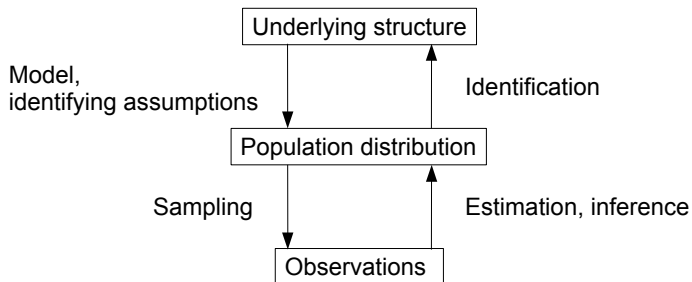 Underlying structure
Model,
identifying assumptions
Identification
Population distribution
Sampling
Estimation, inference
Observations